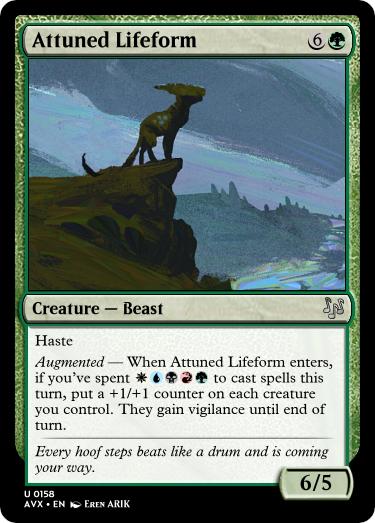 Attuned Lifeform 6
Creature — Beast
Haste
Augmented — When Attuned Lifeform enters,
if you've spent to cast spells this
turn, put a +1/+1 counter on each creature
you control. They gain vigilance until end of
turn.
Every hoof steps beats like a drum and is coming
your way.
6/5
U 0158
AVX • EN Eren ARIK